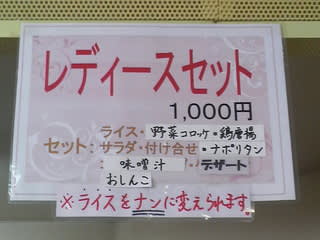 レディースセット
1,000円
ライス・野菜コロッケ・鶏唐揚
セット：サラダ・付け合せ・ナポリタン
味噌汁 デザート
おしんこ
※ライスをナンに変えられます。